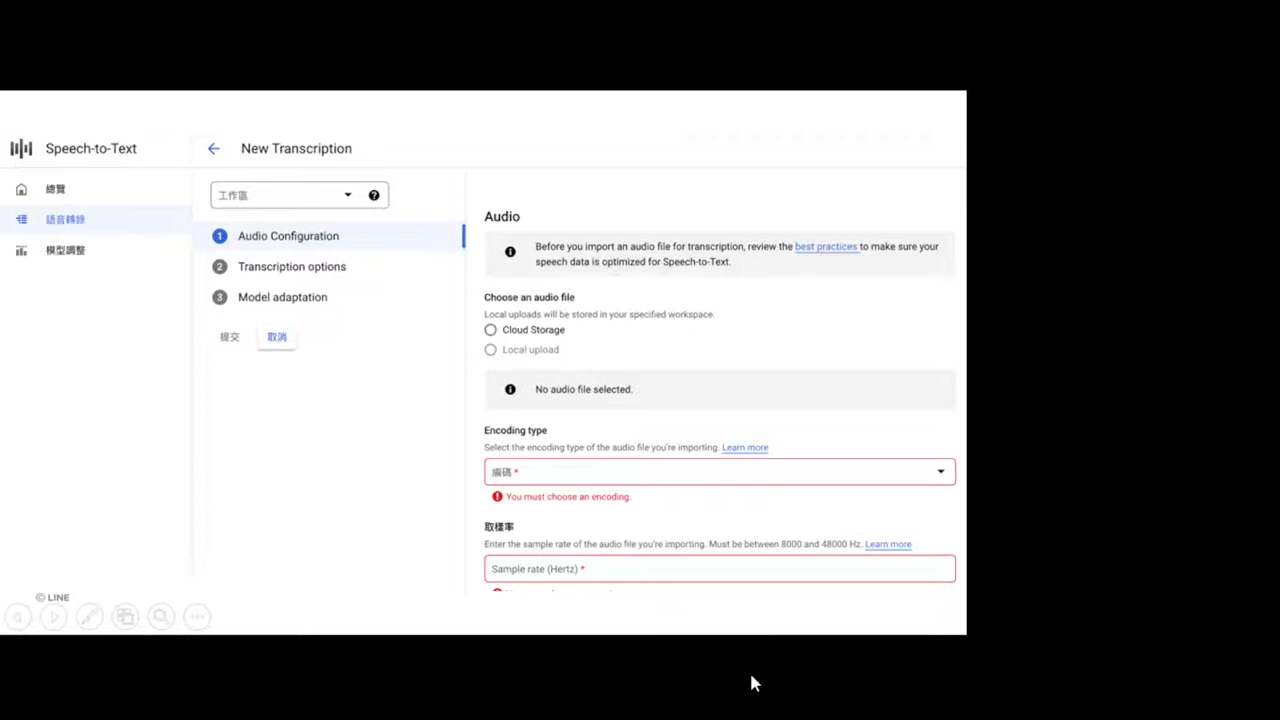 Speech-to-Text
New Transcription
總覽
語音轉錄
模型調整
工作區
1 Audio Configuration
2 Transcription options
3 Model adaptation
提交
取消
Audio
Before you import an audio file for transcription, review the best practices to make sure your
speech data is optimized for Speech-to-Text.
Choose an audio file
Local uploads will be stored in your specified workspace.
Cloud Storage
Local upload
No audio file selected.
Encoding type
Select the encoding type of the audio file you're importing. Learn more
編碼 *
You must choose an encoding.
取樣率
Enter the sample rate of the audio file you're importing. Must be between 8000 and 48000 Hz. Learn more
Sample rate (Hertz) *
© LINE